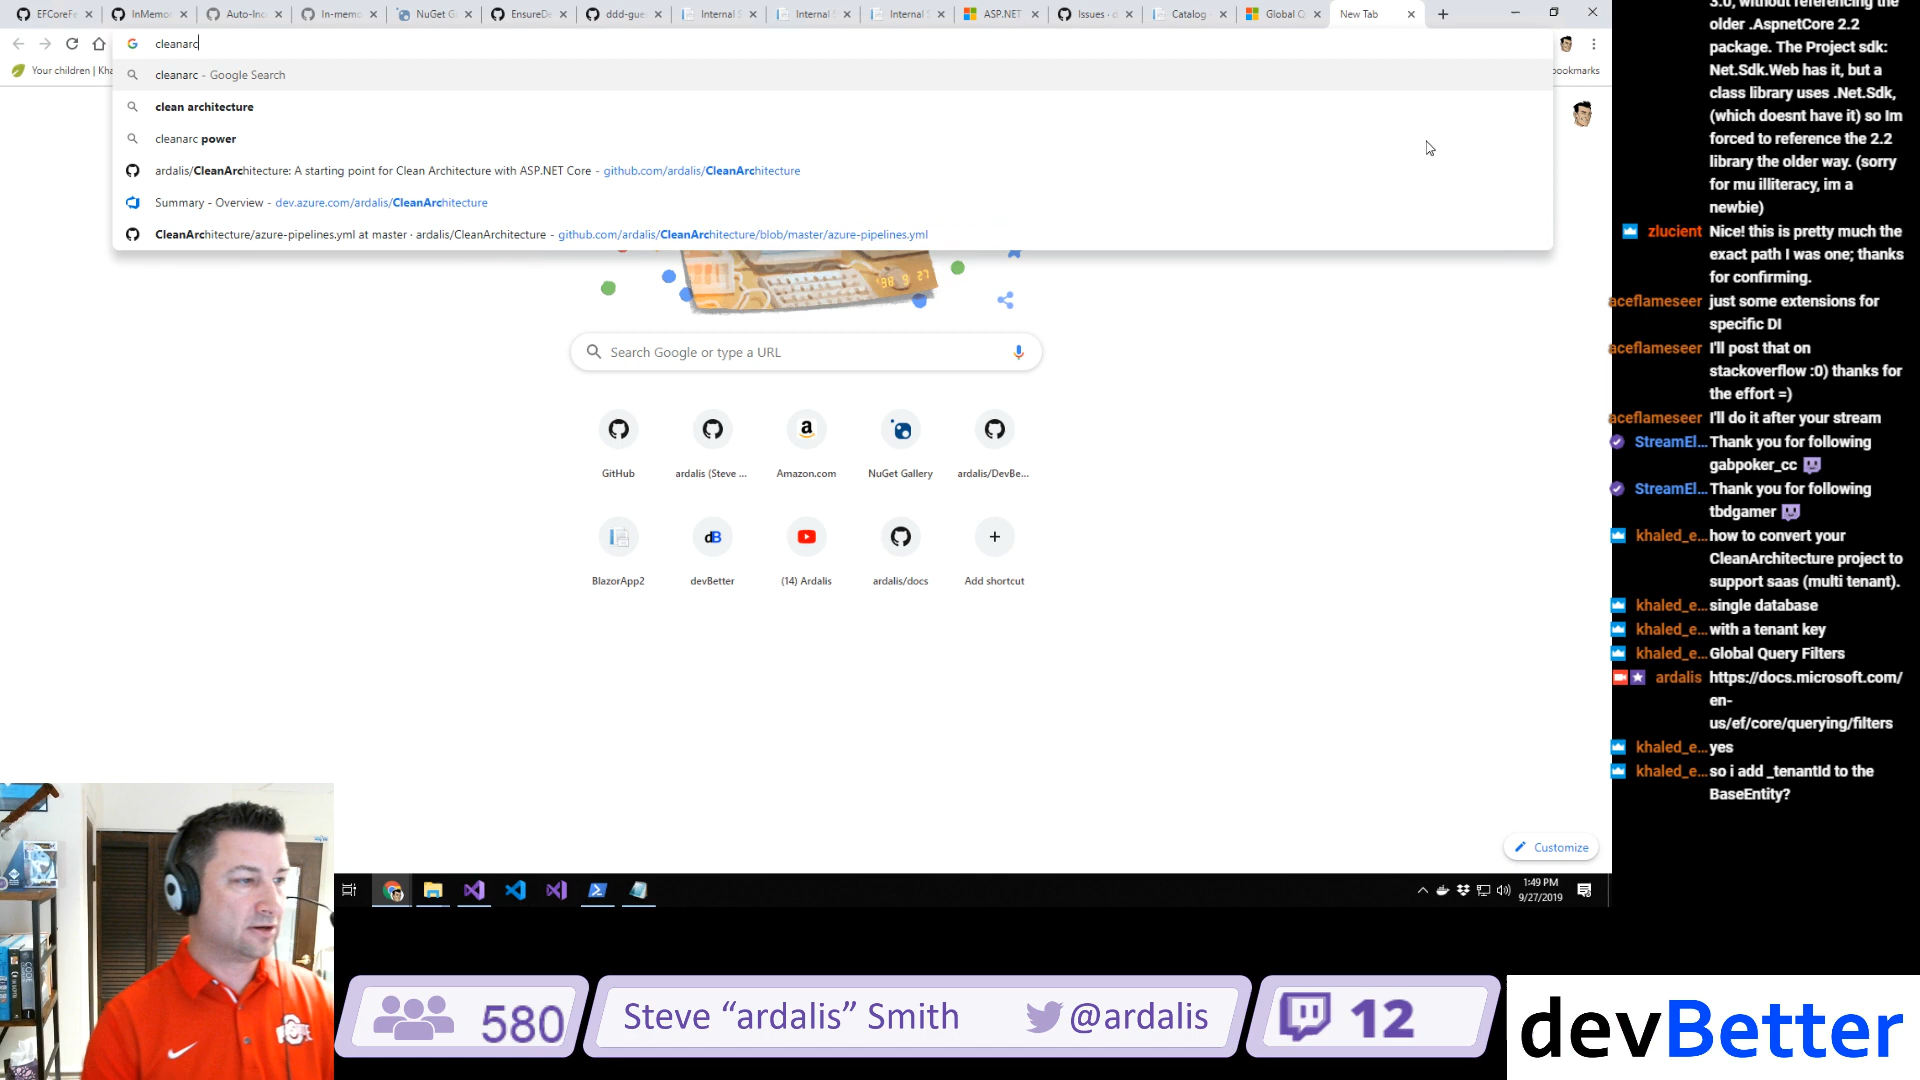 EFCoreFe
InMemo
Auto-Inc
In-memo
NuGet G
EnsureDe
ddd-gue
Internal S
Internal
Internal S
ASP.NET
Issues · d
Catalog -
Global Q
New Tab
cleanarc
Your children | Kha
bookmarks
cleanarc - Google Search
clean architecture
cleanarc power
ardalis/CleanArchitecture: A starting point for Clean Architecture with ASP.NET Core - github.com/ardalis/CleanArchitecture
Summary - Overview - dev.azure.com/ardalis/CleanArchitecture
CleanArchitecture/azure-pipelines.yml at master · ardalis/CleanArchitecture - github.com/ardalis/CleanArchitecture/blob/master/azure-pipelines.yml
Search Google or type a URL
GitHub
ardalis (Steve ...
Amazon.com
NuGet Gallery
ardalis/DevBe...
BlazorApp2
devBetter
(14) Ardalis
ardalis/docs
Add shortcut
Customize
1:49 PM
9/27/2019
3.0, without referencing the
older .AspnetCore 2.2
package. The Project sdk:
Net.Sdk.Web has it, but a
class library uses .Net.Sdk,
(which doesnt have it) so Im
forced to reference the 2.2
library the older way. (sorry
for mu illiteracy, im a
newbie)
zlucient Nice! this is pretty much the
exact path I was one; thanks
for confirming.
aceflameseer just some extensions for
specific DI
aceflameseer I'll post that on
stackoverflow :0) thanks for
the effort =)
aceflameseer I'll do it after your stream
StreamEl... Thank you for following
gabpoker_cc
StreamEl... Thank you for following
tbdgamer
khaled_e... how to convert your
CleanArchitecture project to
support saas (multi tenant).
khaled_e... single database
khaled_e... with a tenant key
khaled_e... Global Query Filters
ardalis https://docs.microsoft.com/
en-
us/ef/core/querying/filters
khaled_e... yes
khaled_e... so i add _tenantId to the
BaseEntity?
580
Steve "ardalis" Smith
@ardalis
12
devBetter